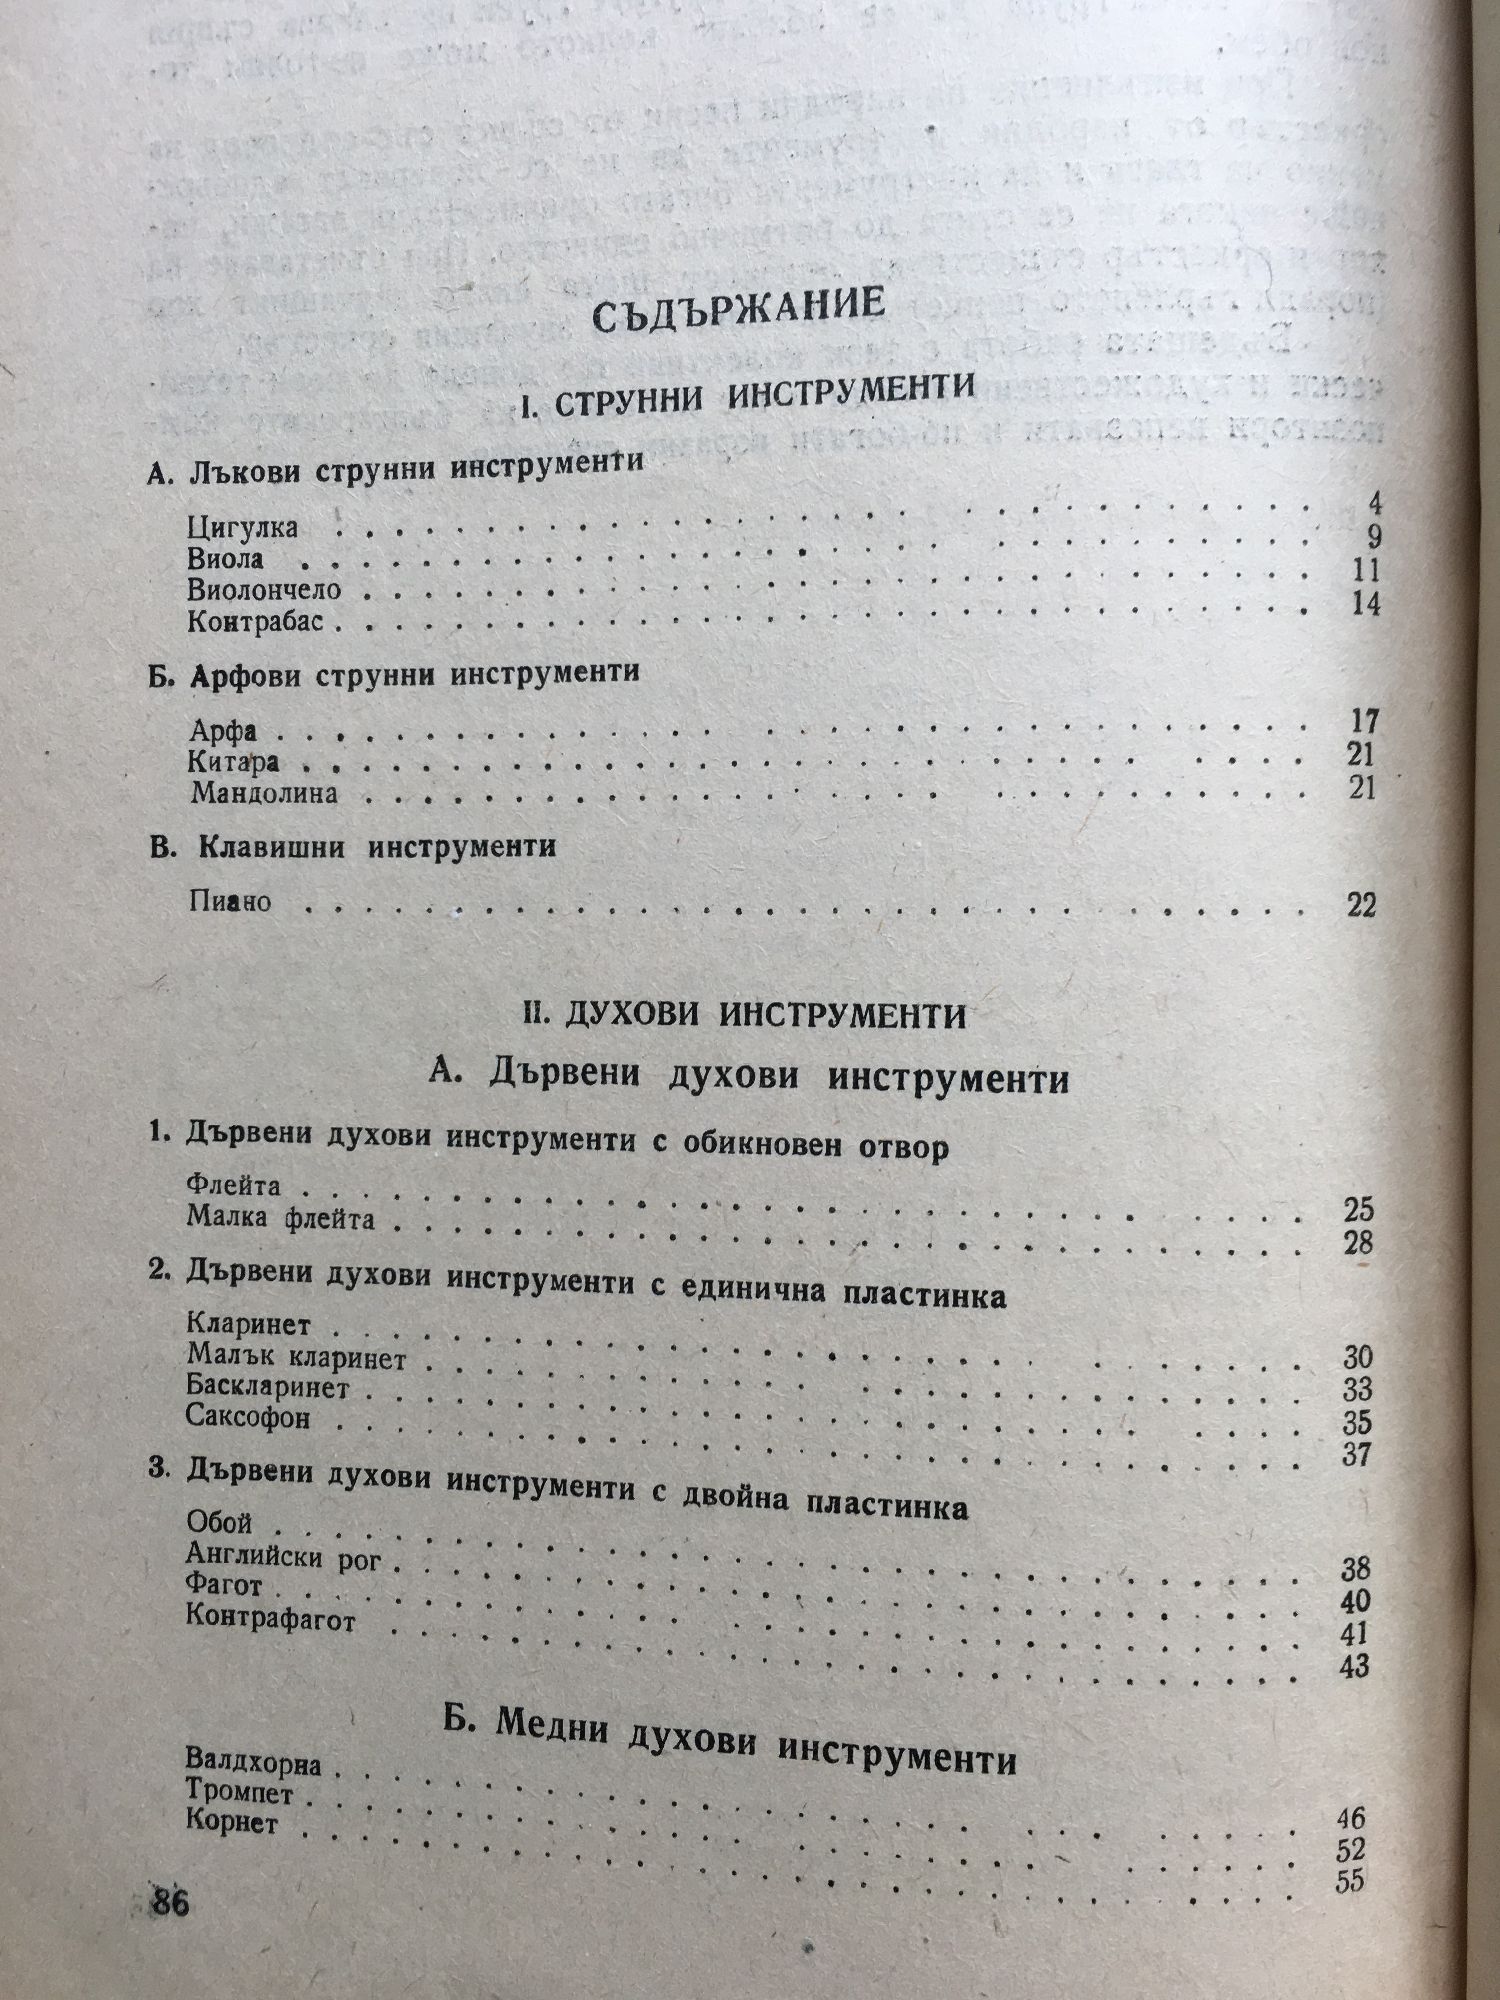 СЪДЪРЖАНИЕ
I. СТРУННИ ИНСТРУМЕНТИ
А. Лъкови струнни инструменти
Цигулка . . . . . . . . . . 4
Виола . . . . . . . . . . 9
Виолончело . . . . . . . . . . 11
Контрабас . . . . . . . . . . 14
Б. Арфови струнни инструменти
Арфа . . . . . . . . . . 17
Китара . . . . . . . . . . 21
Мандолина . . . . . . . . . . 21
В. Клавишни инструменти
Пиано . . . . . . . . . . 22
II. ДУХОВИ ИНСТРУМЕНТИ
А. Дървени духови инструменти
1. Дървени духови инструменти с обикновен отвор
Флейта . . . . . . . . . . 25
Малка флейта . . . . . . . . . . 28
2. Дървени духови инструменти с единична пластинка
Кларинет . . . . . . . . . . 30
Малък кларинет . . . . . . . . . . 33
Баскларинет . . . . . . . . . . 35
Саксофон . . . . . . . . . . 37
3. Дървени духови инструменти с двойна пластинка
Обой . . . . . . . . . . 38
Английски рог . . . . . . . . . . 40
Фагот . . . . . . . . . . 41
Контрафагот . . . . . . . . . . 43
Б. Медни духови инструменти
Валдхорна . . . . . . . . . . 46
Тромпет . . . . . . . . . . 52
Корнет . . . . . . . . . . 55
86